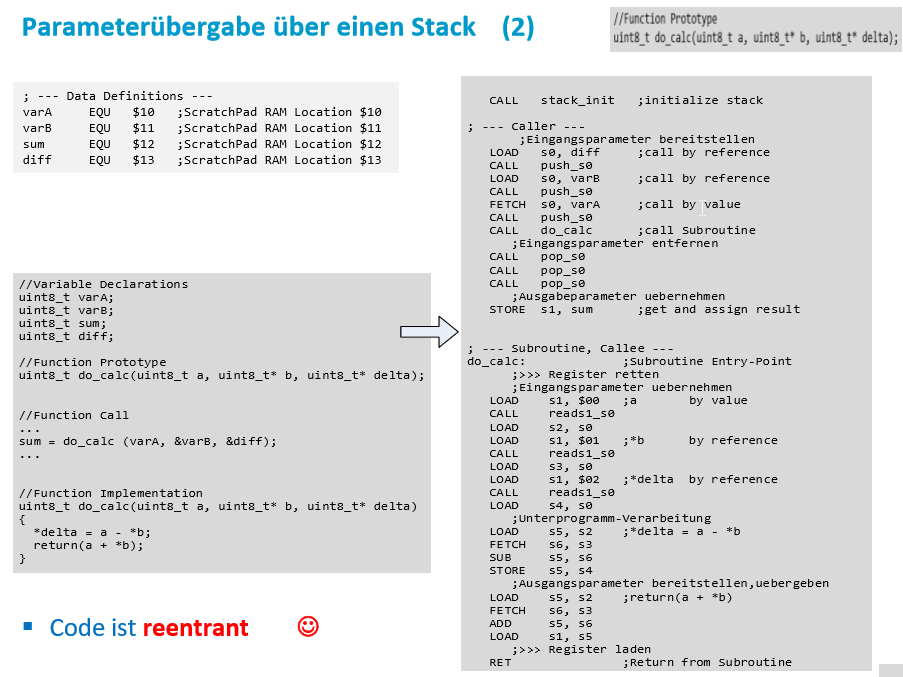 Parameterübergabe über einen Stack (2)
//Function Prototype
uint8_t do_calc(uint8_t a, uint8_t* b, uint8_t* delta);
; --- Data Definitions ---
varA EQU $10 ;ScratchPad RAM Location $10
varB EQU $11 ;ScratchPad RAM Location $11
sum EQU $12 ;ScratchPad RAM Location $12
diff EQU $13 ;ScratchPad RAM Location $13
//Variable Declarations
uint8_t varA;
uint8_t varB;
uint8_t sum;
uint8_t diff;
//Function Prototype
uint8_t do_calc(uint8_t a, uint8_t* b, uint8_t* delta);
//Function Call
...
sum = do_calc (varA, &varB, &diff);
...
//Function Implementation
uint8_t do_calc(uint8_t a, uint8_t* b, uint8_t* delta)
{
*delta = a - *b;
return(a + *b);
}
▪ Code ist reentrant ☺
CALL stack_init ;initialize stack
; --- Caller ---
;Eingangsparameter bereitstellen
LOAD s0, diff ;call by reference
CALL push_s0
LOAD s0, varB ;call by reference
CALL push_s0
FETCH s0, varA ;call by value
CALL push_s0
CALL do_calc ;call Subroutine
;Eingangsparameter entfernen
CALL pop_s0
CALL pop_s0
CALL pop_s0
;Ausgabeparameter uebernehmen
STORE s1, sum ;get and assign result
; --- Subroutine, Callee ---
do_calc: ;Subroutine Entry-Point
;>>> Register retten
;Eingangsparameter uebernehmen
LOAD s1, $00 ;a by value
CALL reads1_s0
LOAD s2, s0
LOAD s1, $01 ;*b by reference
CALL reads1_s0
LOAD s3, s0
LOAD s1, $02 ;*delta by reference
CALL reads1_s0
LOAD s4, s0
;Unterprogramm-Verarbeitung
LOAD s5, s2 ;*delta = a - *b
FETCH s6, s3
SUB s5, s6
STORE s5, s4
;Ausgangsparameter bereitstellen,uebergeben
LOAD s5, s2 ;return(a + *b)
FETCH s6, s3
ADD s5, s6
LOAD s1, s5
;>>> Register laden
RET ;Return from Subroutine